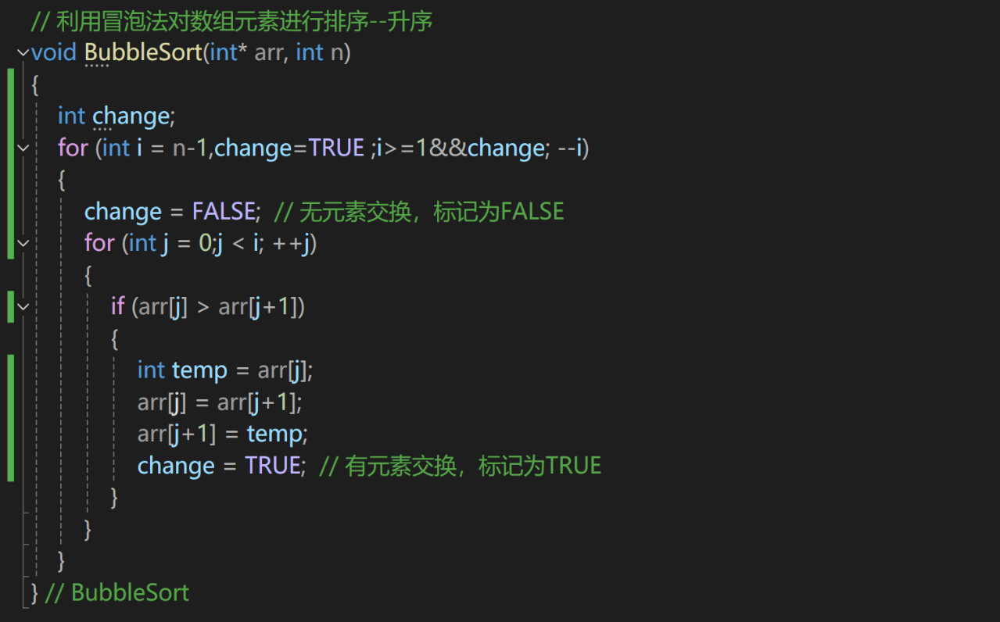 // 利用冒泡法对数组元素进行排序--升序
void BubbleSort(int* arr, int n)
{
int change;
for (int i = n-1,change=TRUE ;i>=1&&change; --i)
{
change = FALSE; // 无元素交换，标记为FALSE
for (int j = 0;j < i; ++j)
{
if (arr[j] > arr[j+1])
{
int temp = arr[j];
arr[j] = arr[j+1];
arr[j+1] = temp;
change = TRUE; // 有元素交换，标记为TRUE
}
}
}
} // BubbleSort